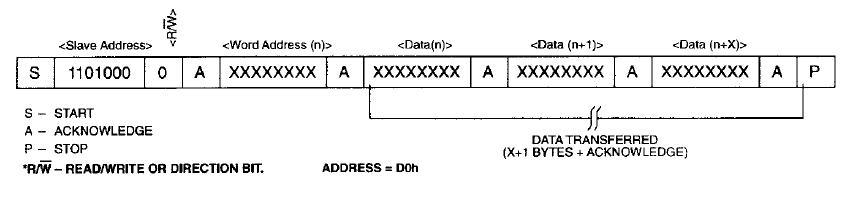 <Slave Address> <R/W̅> <Word Address (n)> <Data(n)> <Data (n+1)> <Data (n+X)>
S 1101000 0 A XXXXXXXX A XXXXXXXX A XXXXXXXX A XXXXXXXX A P
S – START
A – ACKNOWLEDGE
P – STOP
DATA TRANSFERRED
(X+1 BYTES + ACKNOWLEDGE)
*R/W̅ – READ/WRITE OR DIRECTION BIT. ADDRESS = D0h